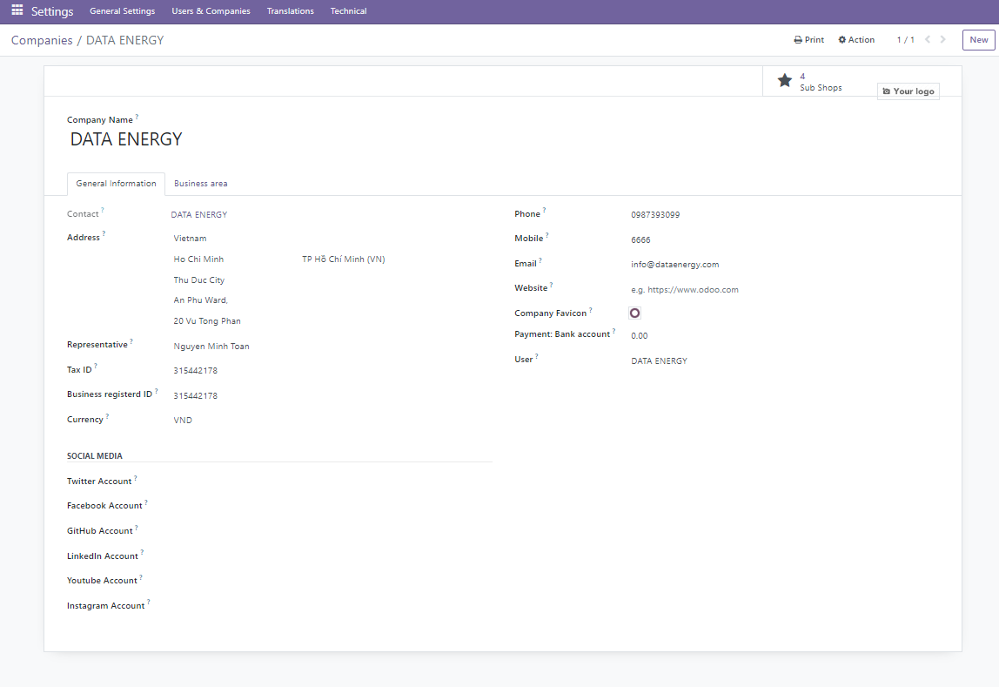 Settings General Settings Users & Companies Translations Technical
Companies / DATA ENERGY Print Action 1 / 1 New
4
Sub Shops
Your logo
Company Name ?
DATA ENERGY
General Information Business area
Contact ? DATA ENERGY
Address ? Vietnam
Ho Chi Minh TP Hồ Chí Minh (VN)
Thu Duc City
An Phu Ward,
20 Vu Tong Phan
Representative ? Nguyen Minh Toan
Tax ID ? 315442178
Business registerd ID ? 315442178
Currency ? VND
Phone ? 0987393099
Mobile ? 6666
Email ? info@dataenergy.com
Website ? e.g. https://www.odoo.com
Company Favicon ?
Payment: Bank account ? 0.00
User ? DATA ENERGY
SOCIAL MEDIA
Twitter Account ?
Facebook Account ?
GitHub Account ?
LinkedIn Account ?
Youtube Account ?
Instagram Account ?